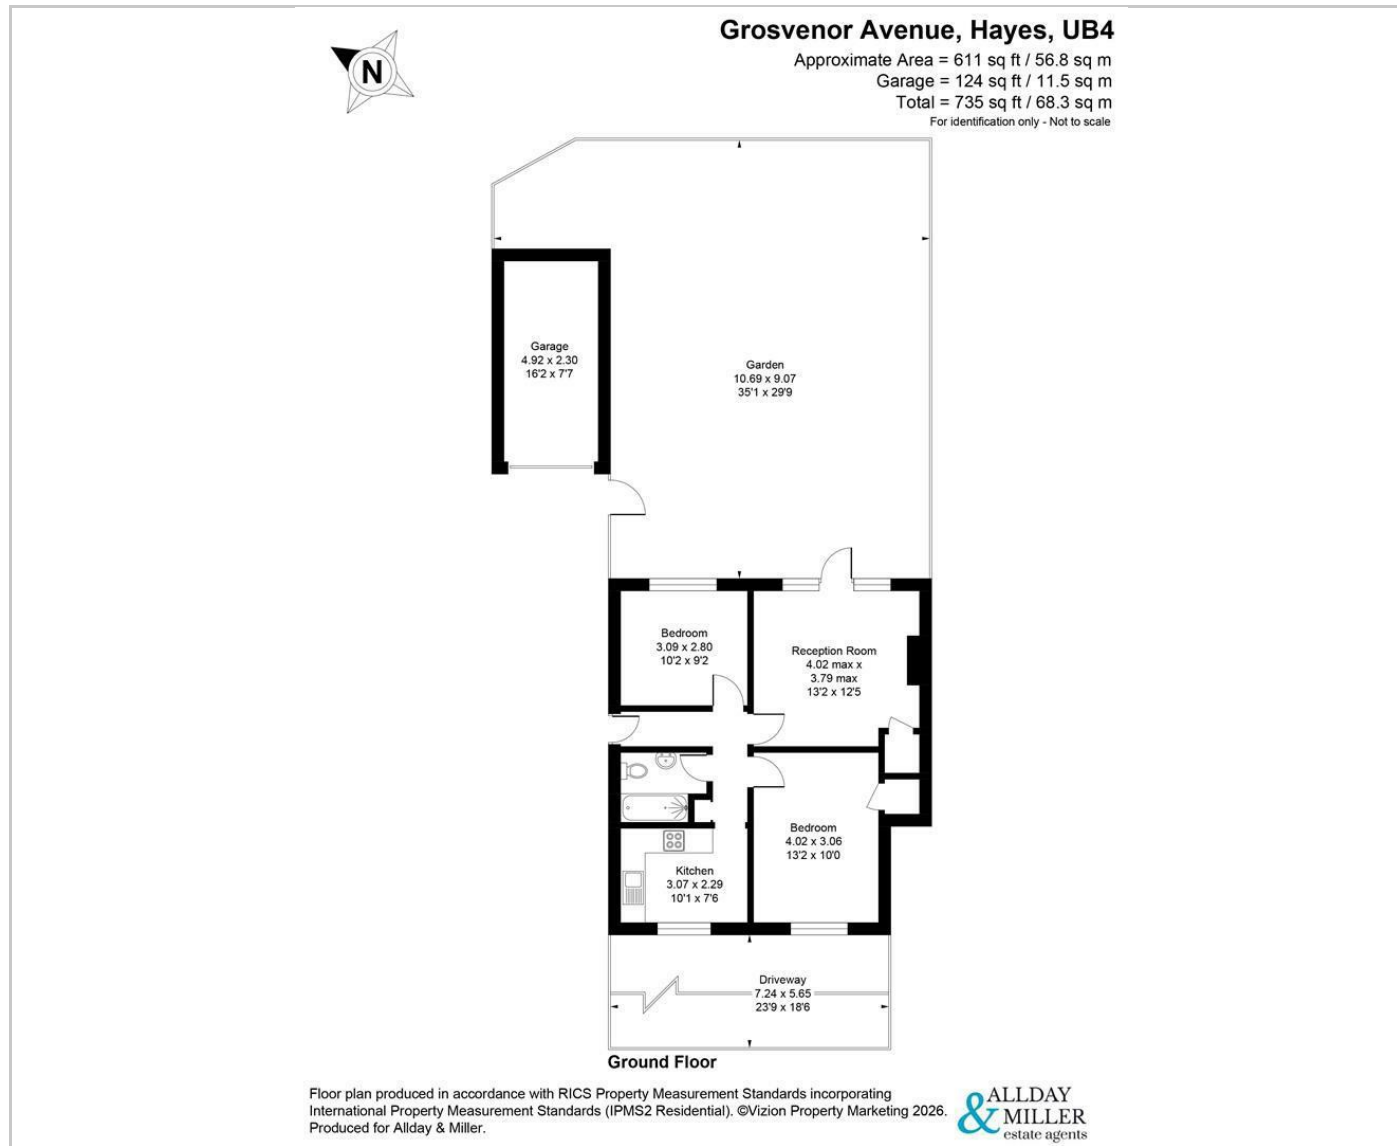 Grosvenor Avenue, Hayes, UB4
Approximate Area = 611 sq ft / 56.8 sq m
Garage = 124 sq ft / 11.5 sq m
Total = 735 sq ft / 68.3 sq m
For identification only - Not to scale
N
Garage
4.92 x 2.30
16'2 x 7'7
Garden
10.69 x 9.07
35'1 x 29'9
Bedroom
3.09 x 2.80
10'2 x 9'2
Reception Room
4.02 max x
3.79 max
13'2 x 12'5
Bedroom
4.02 x 3.06
13'2 x 10'0
Kitchen
3.07 x 2.29
10'1 x 7'6
Driveway
7.24 x 5.65
23'9 x 18'6
Ground Floor
Floor plan produced in accordance with RICS Property Measurement Standards incorporating
International Property Measurement Standards (IPMS2 Residential). ©Vizion Property Marketing 2026.
Produced for Allday & Miller.
ALLDAY
& MILLER
estate agents